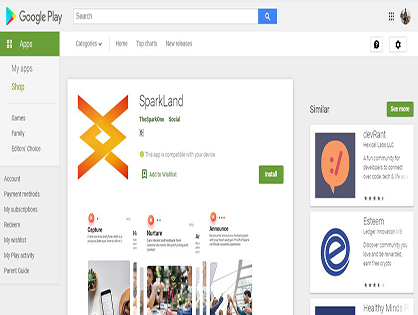 Google Play
Search
Apps
Categories
Home
Top charts
New releases
My apps
Shop
Games
Family
Editors' Choice
Account
Payment methods
My subscriptions
Redeem
My wishlist
My Play activity
Parent Guide
SparkLand
TheSparkOne
Social
This app is compatible with your device.
Add to Wishlist
Install
Capture
Nurture
Announce
Similar
See more
devRant
Hexical Labs LLC
A fun community for
developers to connect
over code, tech & life as
Esteem
Ledger Innovation
Discover community you
love and be rewarded,
earn free crypto
Healthy Minds